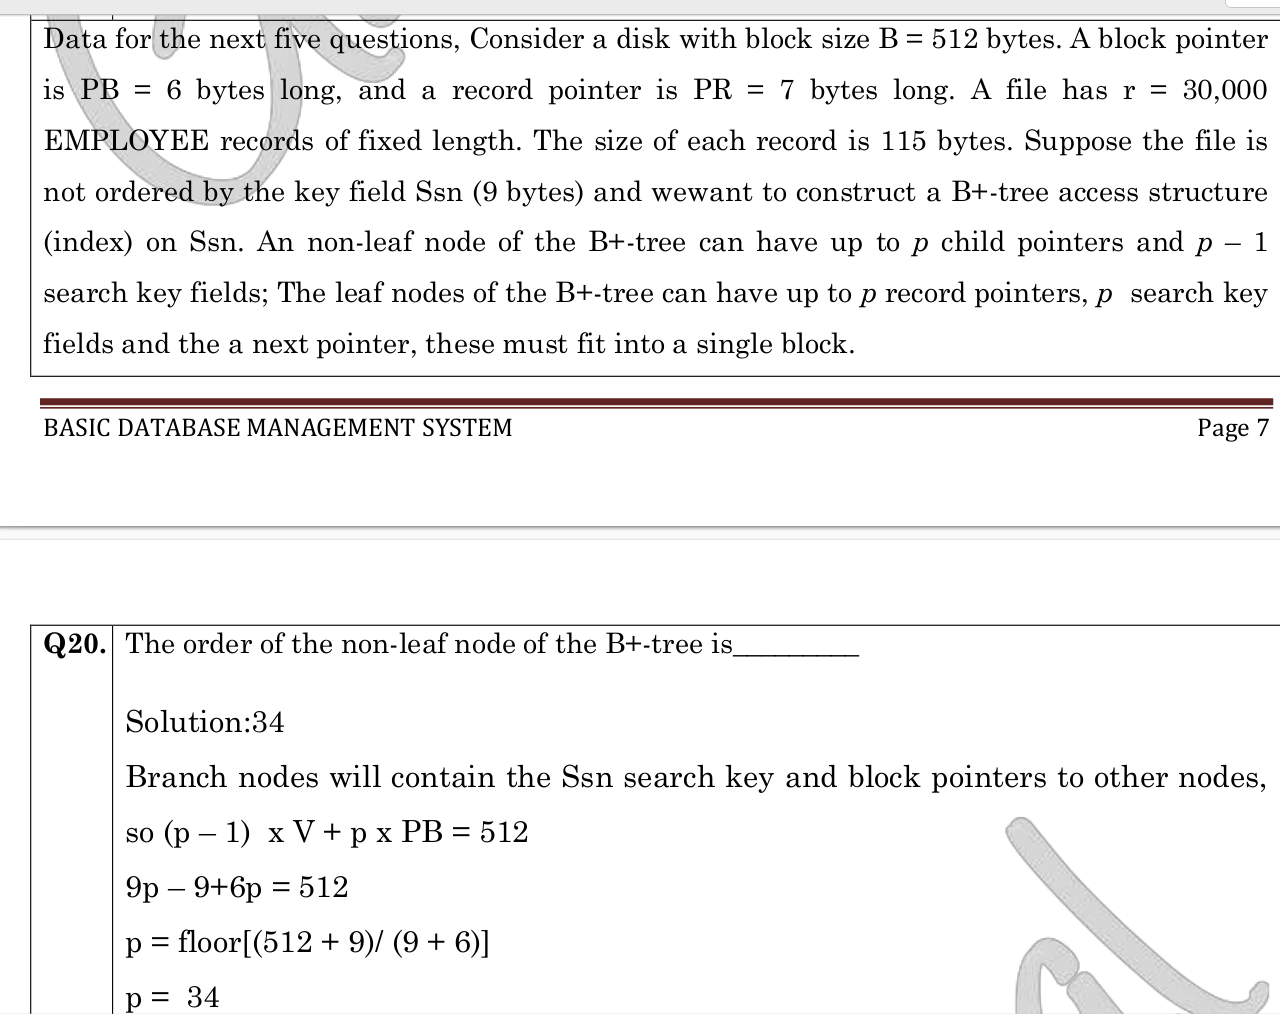 Data for the next five questions, Consider a disk with block size B = 512 bytes. A block pointer
is PB = 6 bytes long, and a record pointer is PR = 7 bytes long. A file has r = 30,000
EMPLOYEE records of fixed length. The size of each record is 115 bytes. Suppose the file is
not ordered by the key field Ssn (9 bytes) and wewant to construct a B+-tree access structure
(index) on Ssn. An non-leaf node of the B+-tree can have up to p child pointers and p – 1
search key fields; The leaf nodes of the B+-tree can have up to p record pointers, p search key
fields and the a next pointer, these must fit into a single block.
BASIC DATABASE MANAGEMENT SYSTEM Page 7
Q20. The order of the non-leaf node of the B+-tree is_________
Solution:34
Branch nodes will contain the Ssn search key and block pointers to other nodes,
so (p – 1) x V + p x PB = 512
9p – 9+6p = 512
p = floor[(512 + 9)/ (9 + 6)]
p = 34